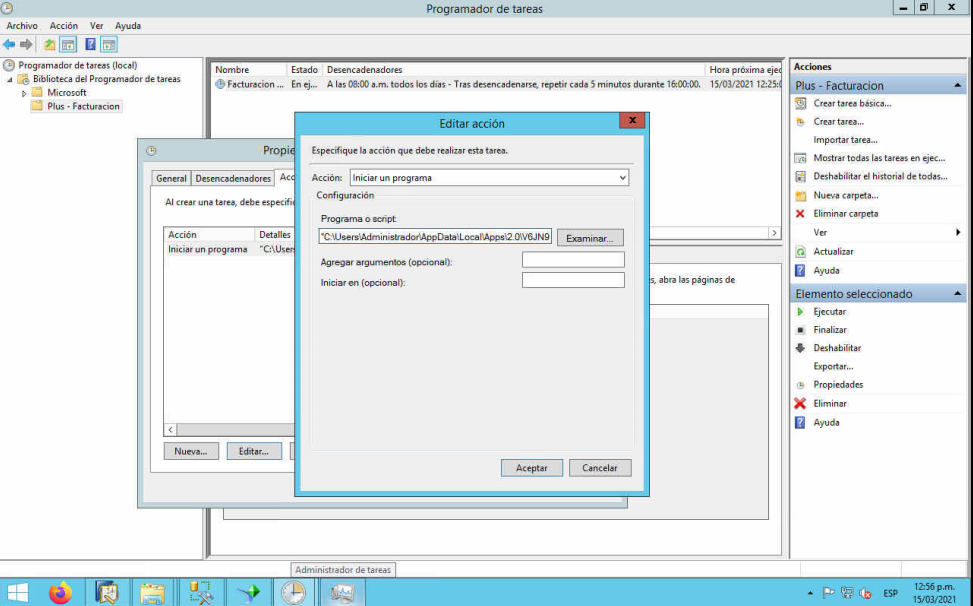 Programador de tareas
Archivo Acción Ver Ayuda
Programador de tareas (local)
Biblioteca del Programador de tareas
Microsoft
Plus - Facturacion
Nombre Estado Desencadenadores Hora próxima ejec
Facturacion ... En ej... A las 08:00 a.m. todos los días - Tras desencadenarse, repetir cada 5 minutos durante 16:00:00. 15/03/2021 12:25:0
Propie
General Desencadenadores Acc
Al crear una tarea, debe especific
Acción Detalles
Iniciar un programa "C:\Users
Nueva... Editar...
Editar acción
Especifique la acción que debe realizar esta tarea.
Acción: Iniciar un programa
Configuración
Programa o script:
"C:\Users\Administrador\AppData\Local\Apps\2.0\V6JN9 Examinar...
Agregar argumentos (opcional):
Iniciar en (opcional):
Aceptar Cancelar
s, abra las páginas de
Acciones
Plus - Facturacion
Crear tarea básica...
Crear tarea...
Importar tarea...
Mostrar todas las tareas en ejec...
Deshabilitar el historial de todas...
Nueva carpeta...
Eliminar carpeta
Ver
Actualizar
Ayuda
Elemento seleccionado
Ejecutar
Finalizar
Deshabilitar
Exportar...
Propiedades
Eliminar
Ayuda
Administrador de tareas
ESP
12:56 p.m.
15/03/2021